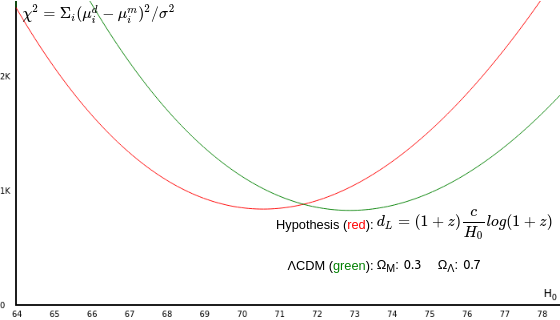 χ² = Σᵢ(μᵢᵈ − μᵢᵐ)²/σ²
2K
1K
Hypothesis (red): d_L = (1 + z) c/H₀ log(1 + z)
ΛCDM (green): Ω_M: 0.3 Ω_Λ: 0.7
H₀
0
64 65 66 67 68 69 70 71 72 73 74 75 76 77 78